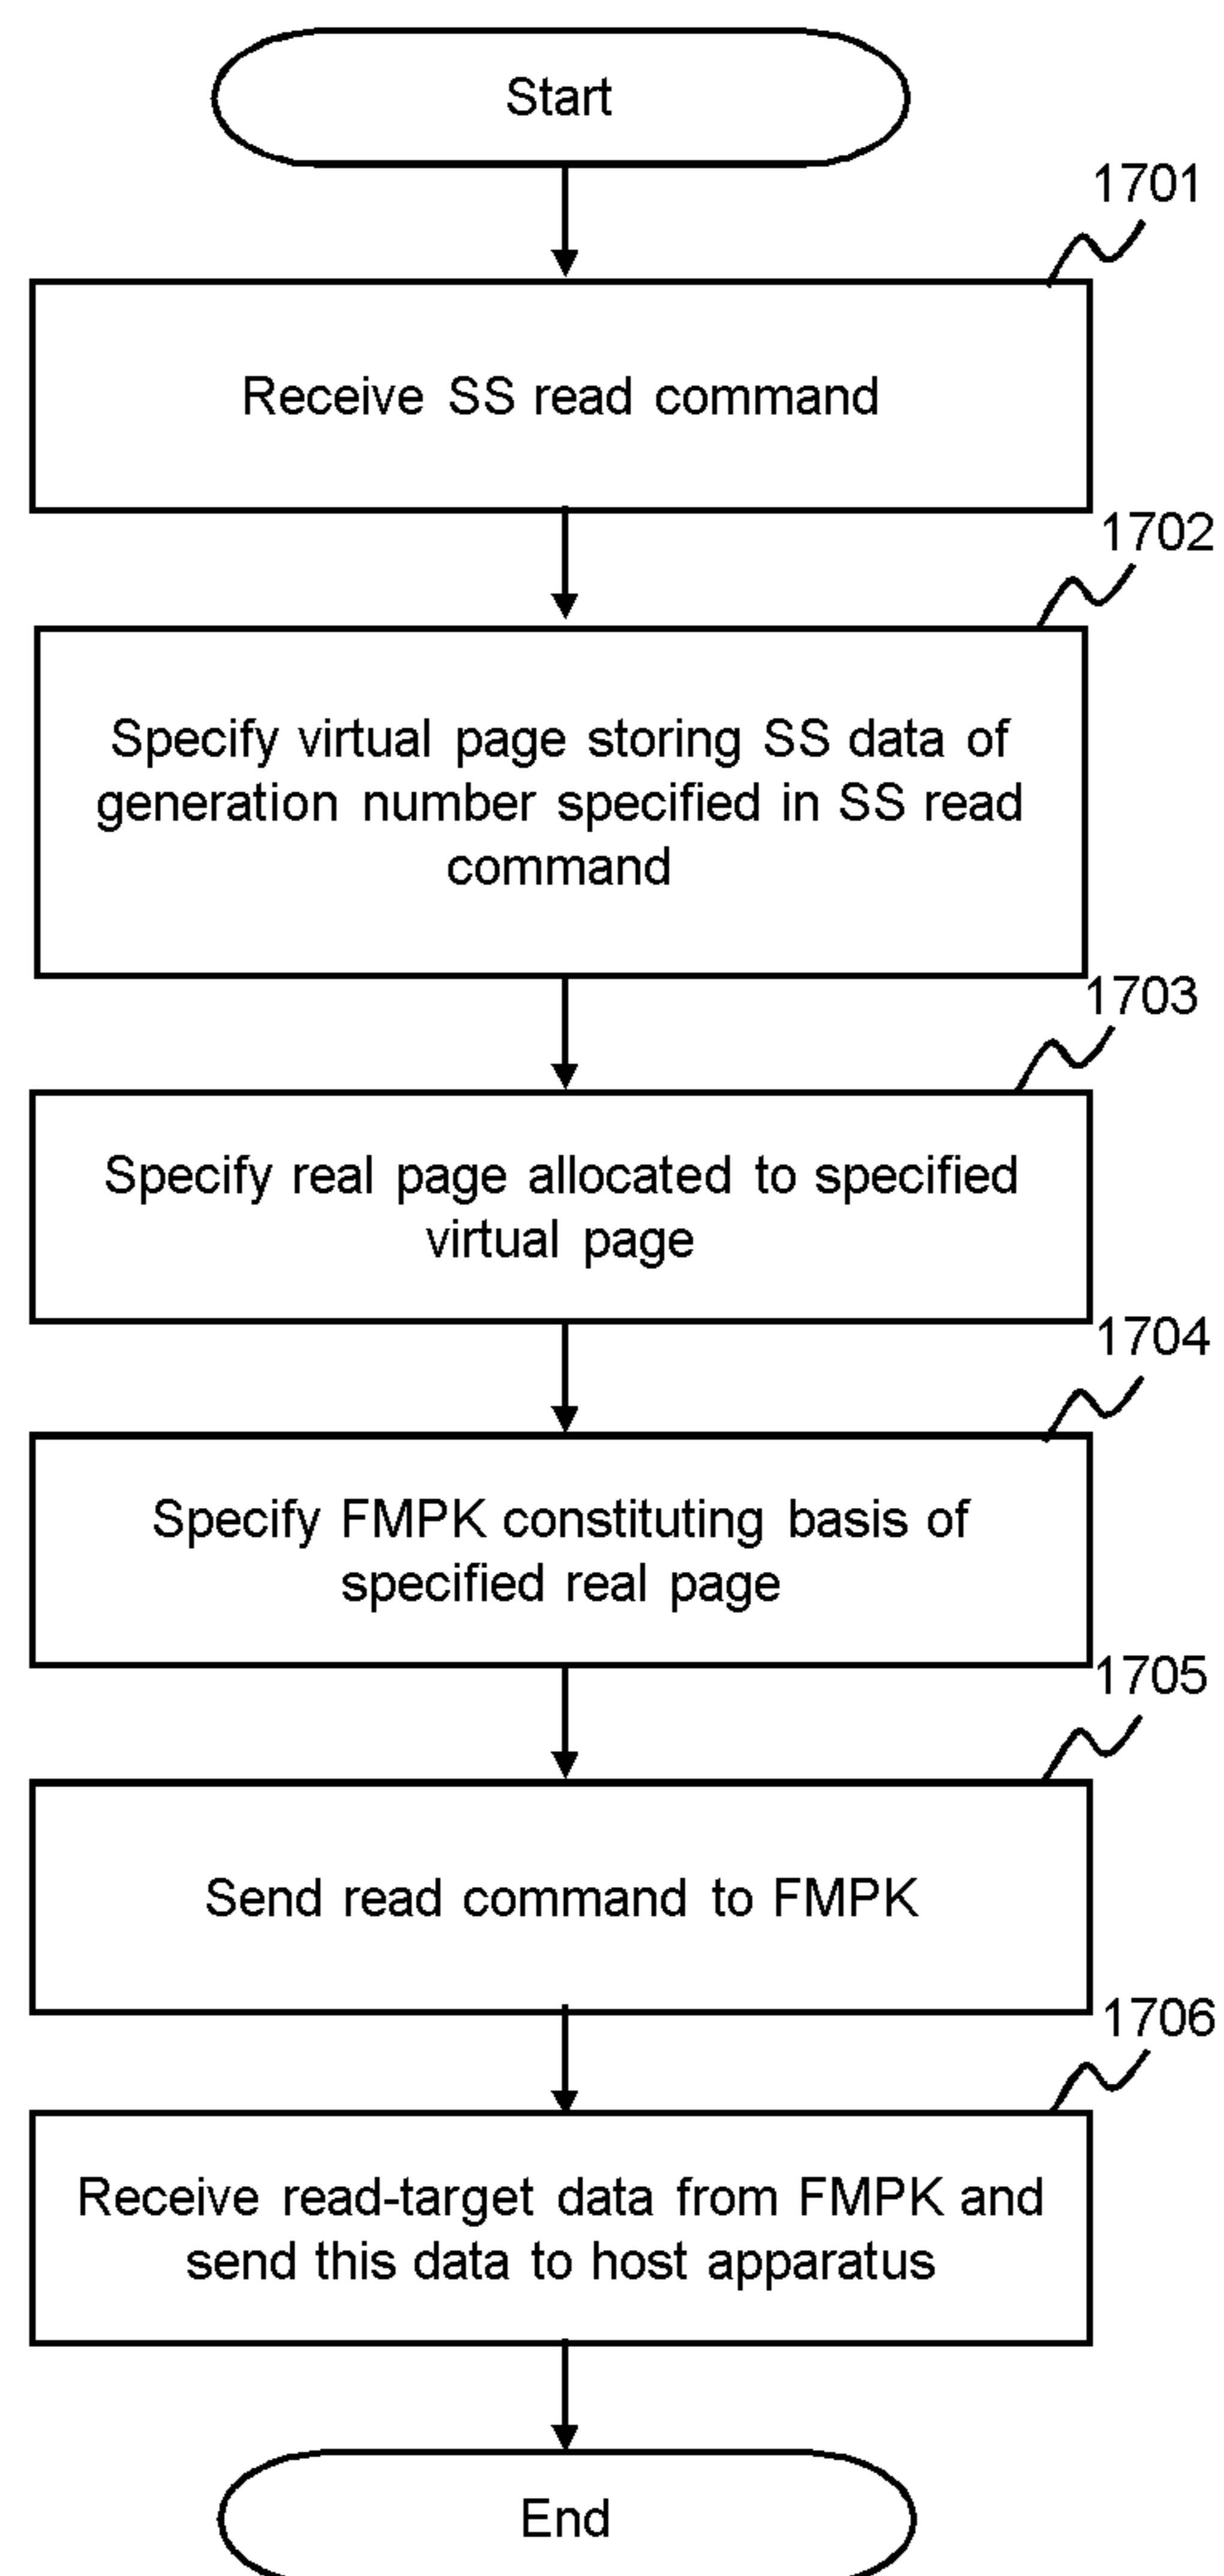 Start
1701
Receive SS read command
1702
Specify virtual page storing SS data of
generation number specified in SS read
command
1703
Specify real page allocated to specified
virtual page
1704
Specify FMPK constituting basis of
specified real page
1705
Send read command to FMPK
1706
Receive read-target data from FMPK and
send this data to host apparatus
End